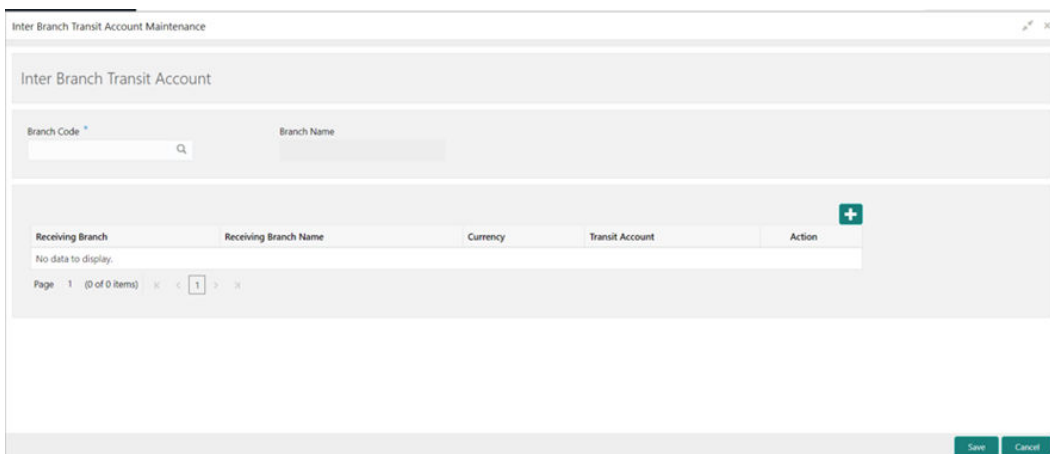 Inter Branch Transit Account Maintenance
Inter Branch Transit Account
Branch Code * Branch Name
Receiving Branch Receiving Branch Name Currency Transit Account Action
No data to display.
Page 1 (0 of 0 items) 1
Save Cancel